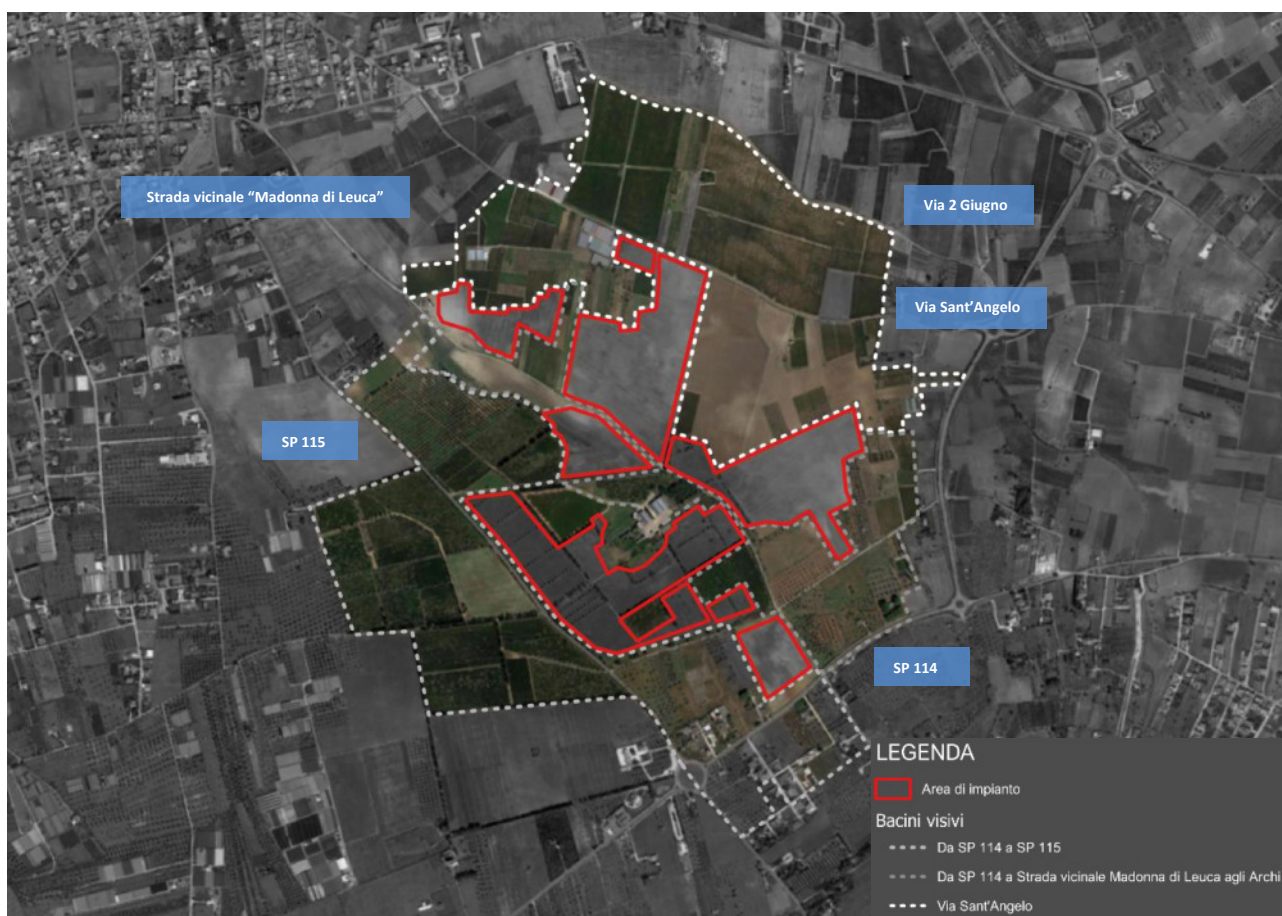 Strada vicinale “Madonna di Leuca”
Via 2 Giugno
Via Sant’Angelo
SP 115
SP 114
LEGENDA
Area di impianto
Bacini visivi
Da SP 114 a SP 115
Da SP 114 a Strada vicinale Madonna di Leuca agli Archi
Via Sant'Angelo